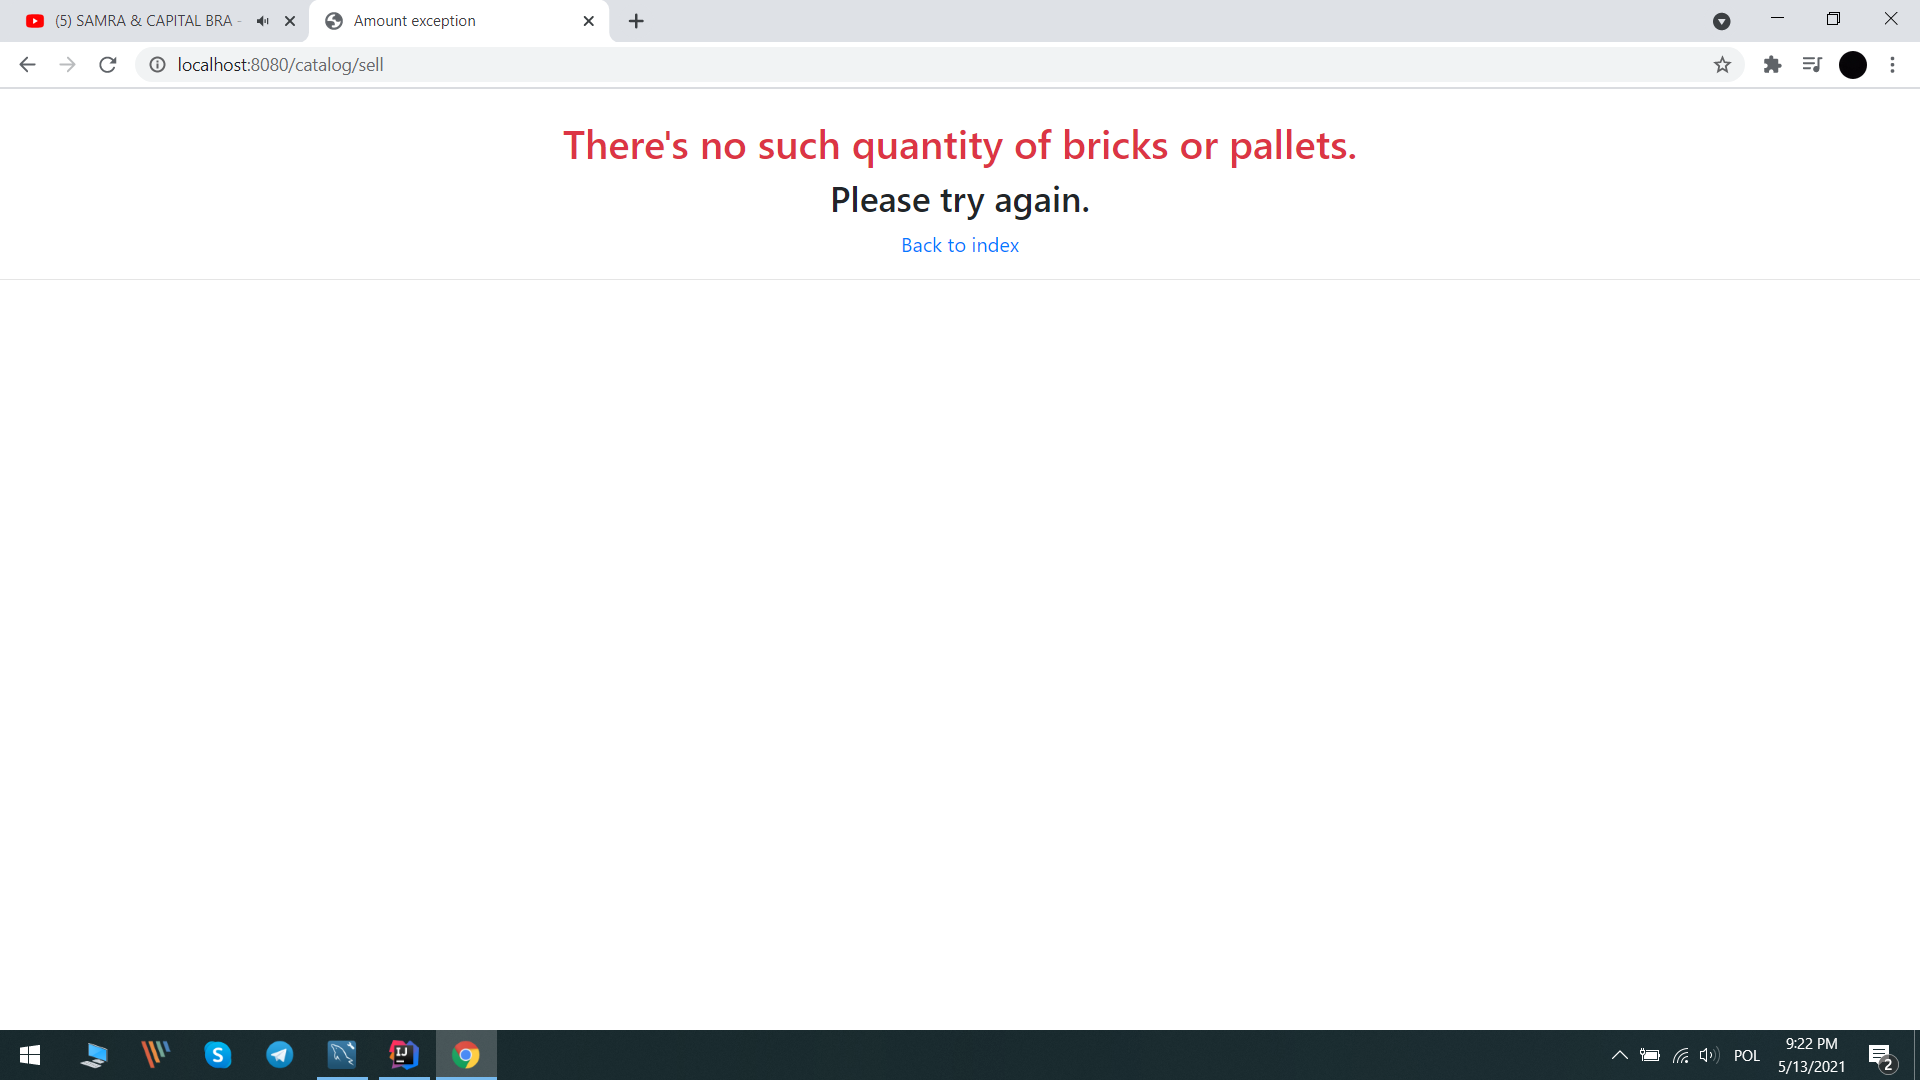 (5) SAMRA & CAPITAL BRA -
Amount exception
localhost:8080/catalog/sell
There's no such quantity of bricks or pallets.
Please try again.
Back to index
S
IJ
POL
9:22 PM
5/13/2021
2